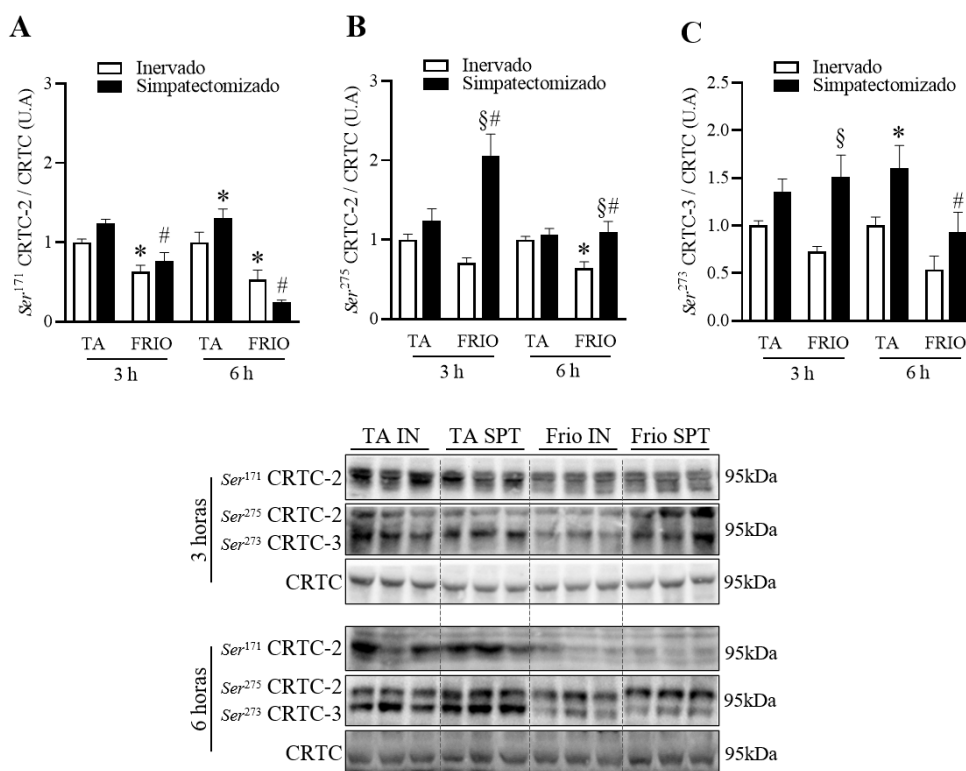 A
Inervado
Simpatectomizado
Ser171 CRTC-2 / CRTC (U.A)
3
2
1
0
*
*
#
*
#
TA
FRIO
TA
FRIO
3 h
6 h
B
Inervado
Simpatectomizado
Ser275 CRTC-2 / CRTC (U.A)
3
2
1
0
§#
*
§#
TA
FRIO
TA
FRIO
3 h
6 h
C
Inervado
Simpatectomizado
Ser273 CRTC-3 / CRTC (U.A)
2.5
2.0
1.5
1.0
0.5
0.0
§
*
#
TA
FRIO
TA
FRIO
3 h
6 h
TA IN
TA SPT
Frio IN
Frio SPT
3 horas
Ser171 CRTC-2
95kDa
Ser275 CRTC-2
Ser273 CRTC-3
95kDa
CRTC
95kDa
6 horas
Ser171 CRTC-2
95kDa
Ser275 CRTC-2
Ser273 CRTC-3
95kDa
CRTC
95kDa